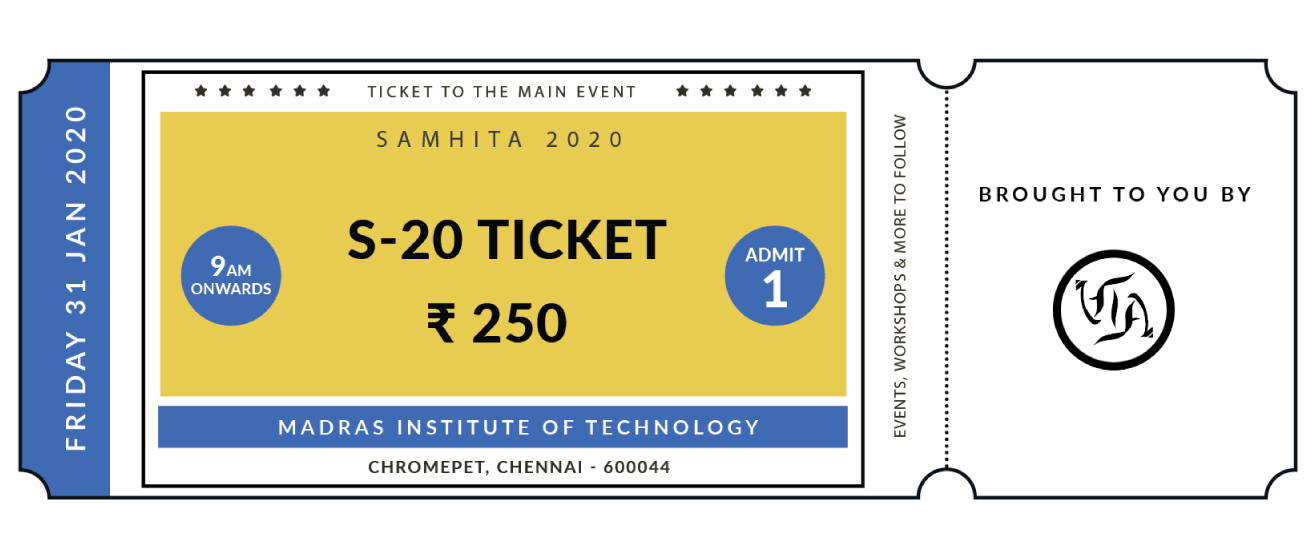 FRIDAY 31 JAN 2020
TICKET TO THE MAIN EVENT
SAMHITA 2020
S-20 TICKET
₹ 250
9AM
ONWARDS
ADMIT
1
MADRAS INSTITUTE OF TECHNOLOGY
CHROMEPET, CHENNAI - 600044
EVENTS, WORKSHOPS & MORE TO FOLLOW
BROUGHT TO YOU BY